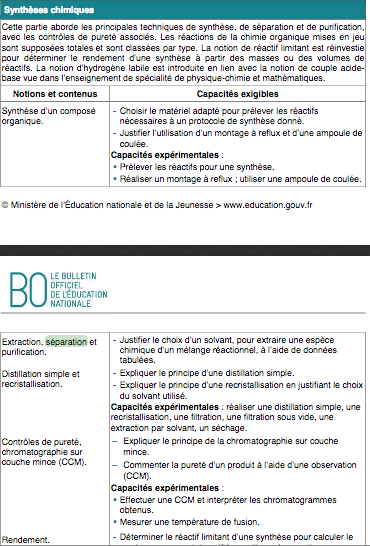 Synthèses chimiques
Cette partie aborde les principales techniques de synthèse, de séparation et de purification,
avec les contrôles de pureté associés. Les réactions de la chimie organique mises en jeu
sont supposées totales et sont classées par type. La notion de réactif limitant est réinvestie
pour déterminer le rendement d'une synthèse à partir des masses ou des volumes de
réactifs. La notion d'hydrogène labile est introduite en lien avec la notion de couple acide-
base vue dans l'enseignement de spécialité de physique-chimie et mathématiques.
Notions et contenus
Capacités exigibles
Synthèse d'un composé
organique.
- Choisir le matériel adapté pour prélever les réactifs
nécessaires à un protocole de synthèse donné.
- Justifier l'utilisation d'un montage à reflux et d'une ampoule de
coulée.
Capacités expérimentales :
▪ Prélever les réactifs pour une synthèse.
▪ Réaliser un montage à reflux ; utiliser une ampoule de coulée.
© Ministère de l'Éducation nationale et de la Jeunesse > www.education.gouv.fr
BO
LE BULLETIN
OFFICIEL
DE L'ÉDUCATION
NATIONALE
Extraction, séparation et
purification.
- Justifier le choix d'un solvant, pour extraire une espèce
chimique d'un mélange réactionnel, à l'aide de données
tabulées.
Distillation simple et
recristallisation.
- Expliquer le principe d'une distillation simple.
- Expliquer le principe d'une recristallisation en justifiant le choix
du solvant utilisé.
Capacités expérimentales : réaliser une distillation simple, une
recristallisation, une filtration, une filtration sous vide, une
extraction par solvant, un séchage.
Contrôles de pureté,
chromatographie sur
couche mince (CCM).
– Expliquer le principe de la chromatographie sur couche
mince.
– Commenter la pureté d'un produit à l'aide d'une observation
(CCM).
Capacités expérimentales :
▪ Effectuer une CCM et interpréter les chromatogrammes
obtenus.
▪ Mesurer une température de fusion.
Rendement.
- Déterminer le réactif limitant d'une synthèse pour calculer le